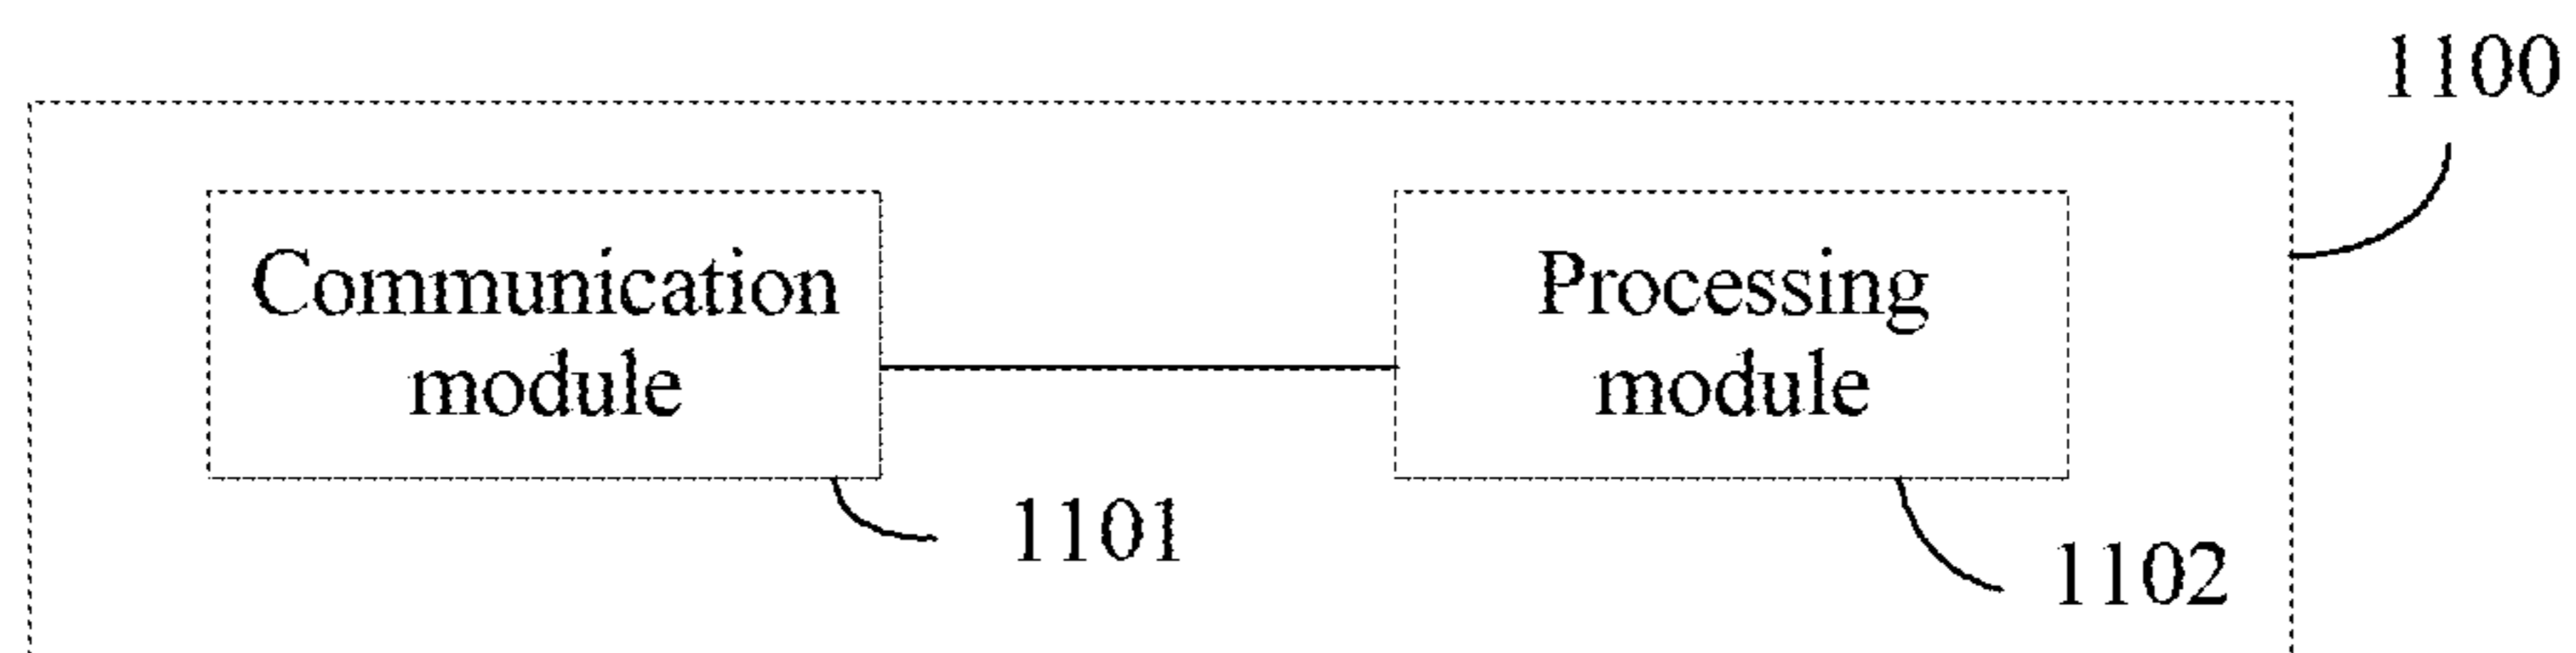 1100
Communication
module
Processing
module
1101
1102